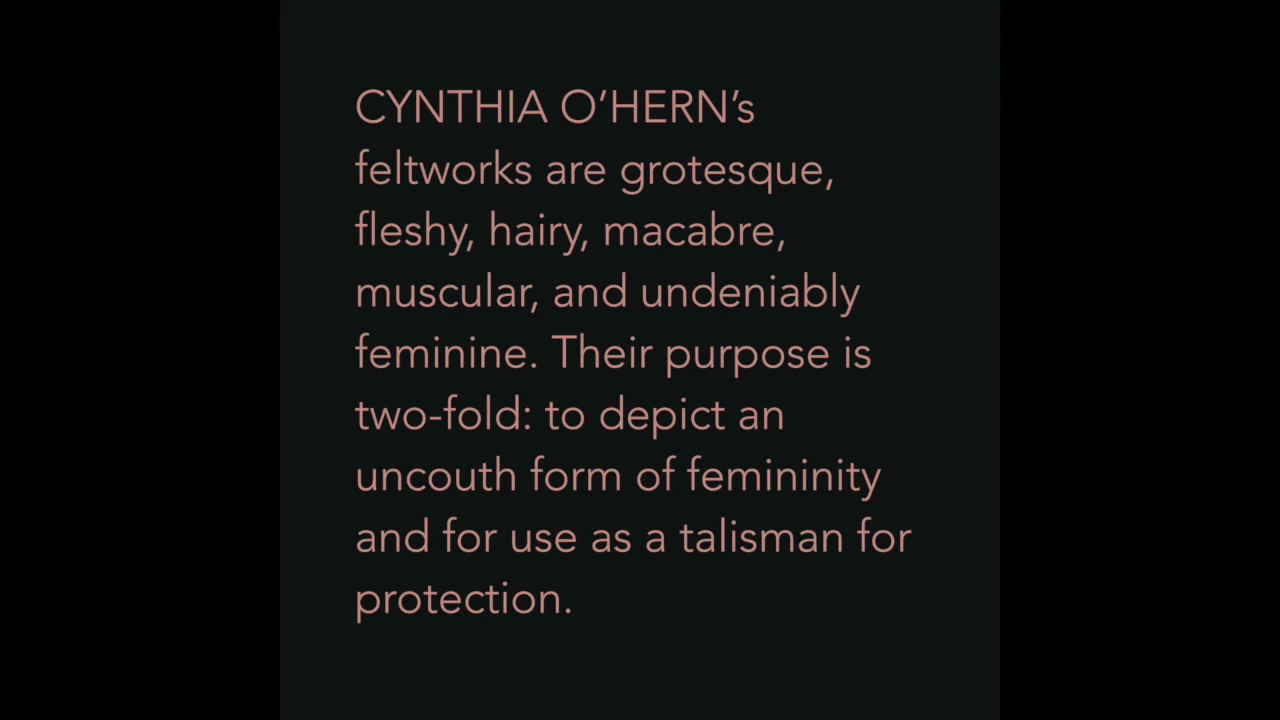 CYNTHIA O’HERN’s
feltworks are grotesque,
fleshy, hairy, macabre,
muscular, and undeniably
feminine. Their purpose is
two-fold: to depict an
uncouth form of femininity
and for use as a talisman for
protection.